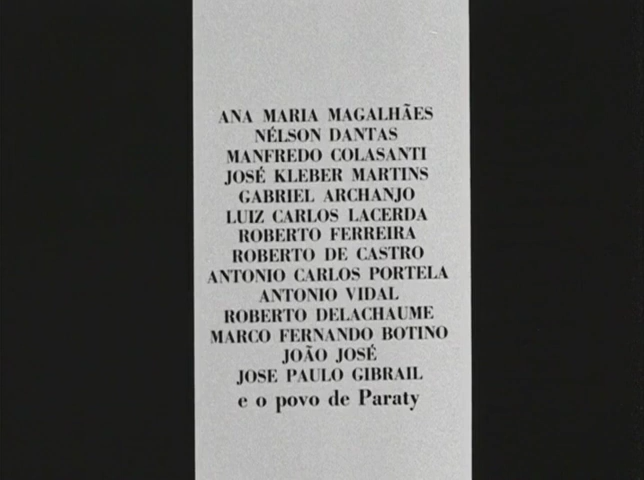 ANA MARIA MAGALHÃES
NÉLSON DANTAS
MANFREDO COLASANTI
JOSÉ KLEBER MARTINS
GABRIEL ARCHANJO
LUIZ CARLOS LACERDA
ROBERTO FERREIRA
ROBERTO DE CASTRO
ANTONIO CARLOS PORTELA
ANTONIO VIDAL
ROBERTO DELACHAUME
MARCO FERNANDO BOTINO
JOÃO JOSÉ
JOSE PAULO GIBRAIL
e o povo de Paraty